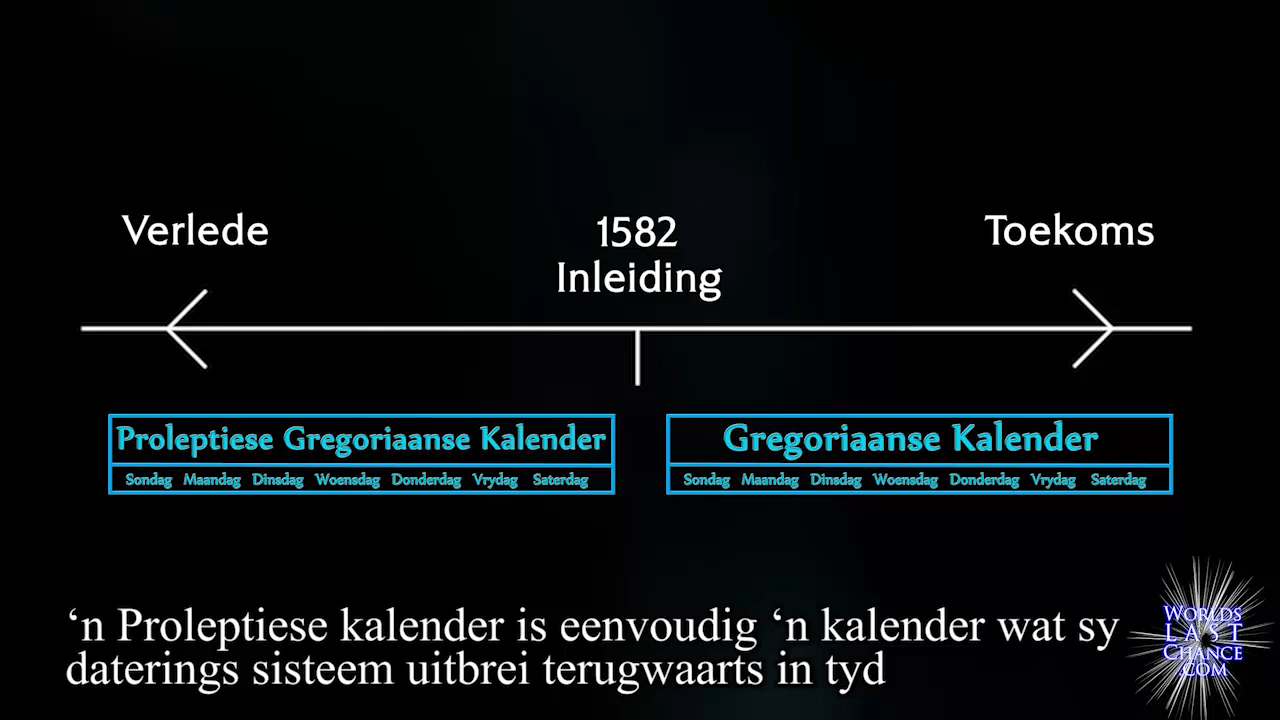 Verlede
1582
Inleiding
Toekoms
Proleptiese Gregoriaanse Kalender
Sondag Maandag Dinsdag Woensdag Donderdag Vrydag Saterdag
Gregoriaanse Kalender
Sondag Maandag Dinsdag Woensdag Donderdag Vrydag Saterdag
‘n Proleptiese kalender is eenvoudig ‘n kalender wat sy
daterings sisteem uitbrei terugwaarts in tyd
WORLDS
LAST
CHANCE
.COM